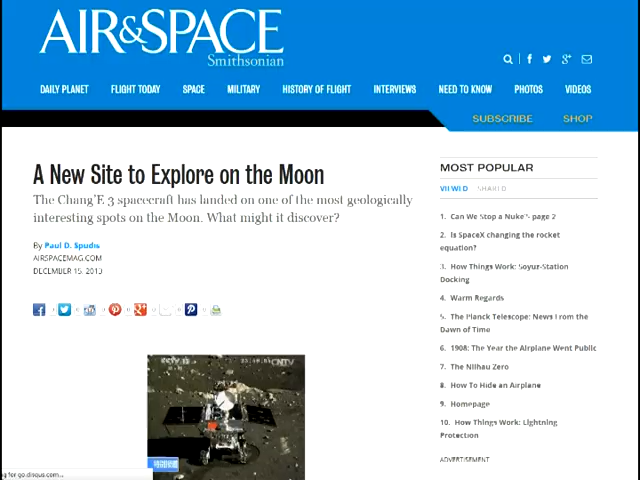 AIR&SPACE
Smithsonian
DAILY PLANET FLIGHT TODAY SPACE MILITARY HISTORY OF FLIGHT INTERVIEWS NEED TO KNOW PHOTOS VIDEOS
SUBSCRIBE SHOP
A New Site to Explore on the Moon
The Chang'E 3 spacecraft has landed on one of the most geologically
interesting spots on the Moon. What might it discover?
By Paul D. Spudis
AIRSPACEMAG.COM
DECEMBER 15, 2013
CNTV
MOST POPULAR
VIEWED SHARED
1. Can We Stop a Nuke?- page 2
2. Is SpaceX changing the rocket
equation?
3. How Things Work: Soyuz-Station
Docking
4. Warm Regards
5. The Planck Telescope: News From the
Dawn of Time
6. 1908: The Year the Airplane Went Public
7. The Niihau Zero
8. How To Hide an Airplane
9. Homepage
10. How Things Work: Lightning
Protection
ADVERTISEMENT
g for go.disqus.com...